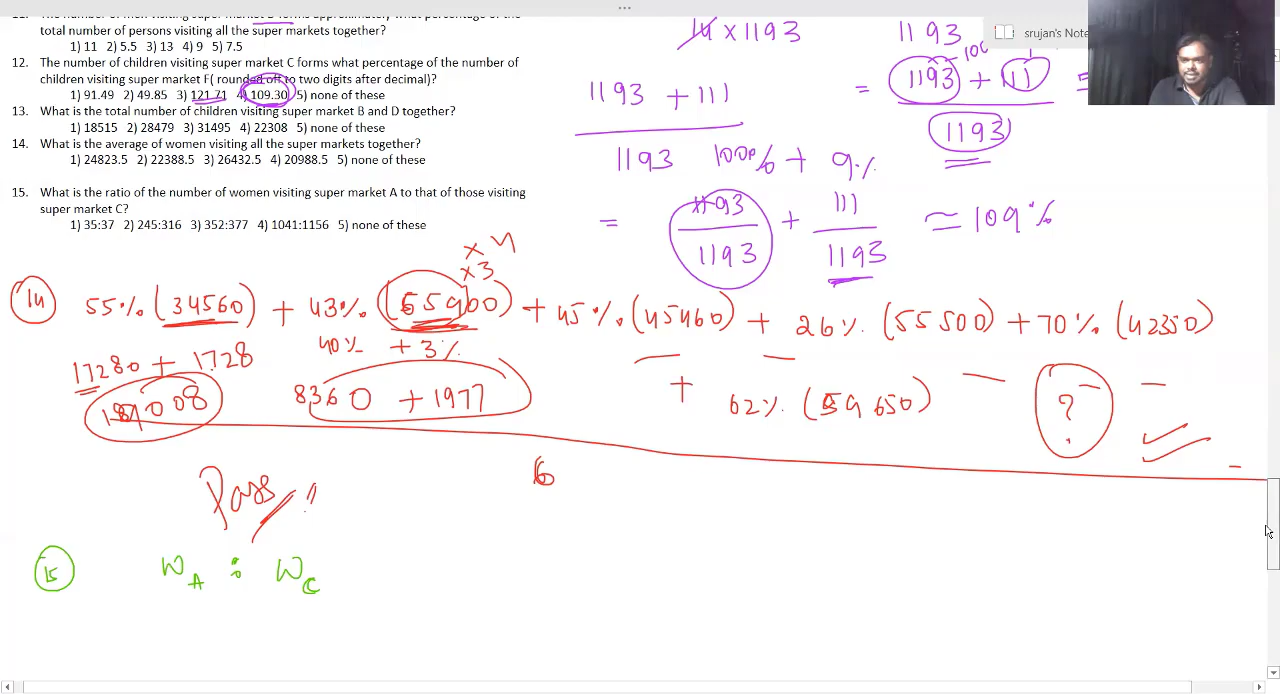 total number of persons visiting all the super markets together?
1) 11 2) 5.5 3) 13 4) 9 5) 7.5
12. The number of children visiting super market C forms what percentage of the number of
children visiting super market F( rounded off to two digits after decimal)?
1) 91.49 2) 49.85 3) 121.71 4) 109.30 5) none of these
13. What is the total number of children visiting super market B and D together?
1) 18515 2) 28479 3) 31495 4) 22308 5) none of these
14. What is the average of women visiting all the super markets together?
1) 24823.5 2) 22388.5 3) 26432.5 4) 20988.5 5) none of these
15. What is the ratio of the number of women visiting super market A to that of those visiting
super market C?
1) 35:37 2) 245:316 3) 352:377 4) 1041:1156 5) none of these
srujan's Note
14 x 1193
1193
1193 + 111
1193
100% + 9%
= 1193 + 11
1193
= 1193 + 111
1193 1193
≈ 109%
x 4
x 3
14 55% (34560) + 43% (55900) + 45% (45460) + 26% (55500) + 70% (42350)
40% + 3%
17280 + 1728
19008
8360 + 1977
+ 62% (59650)
?
6
Pass
15 WA : WC